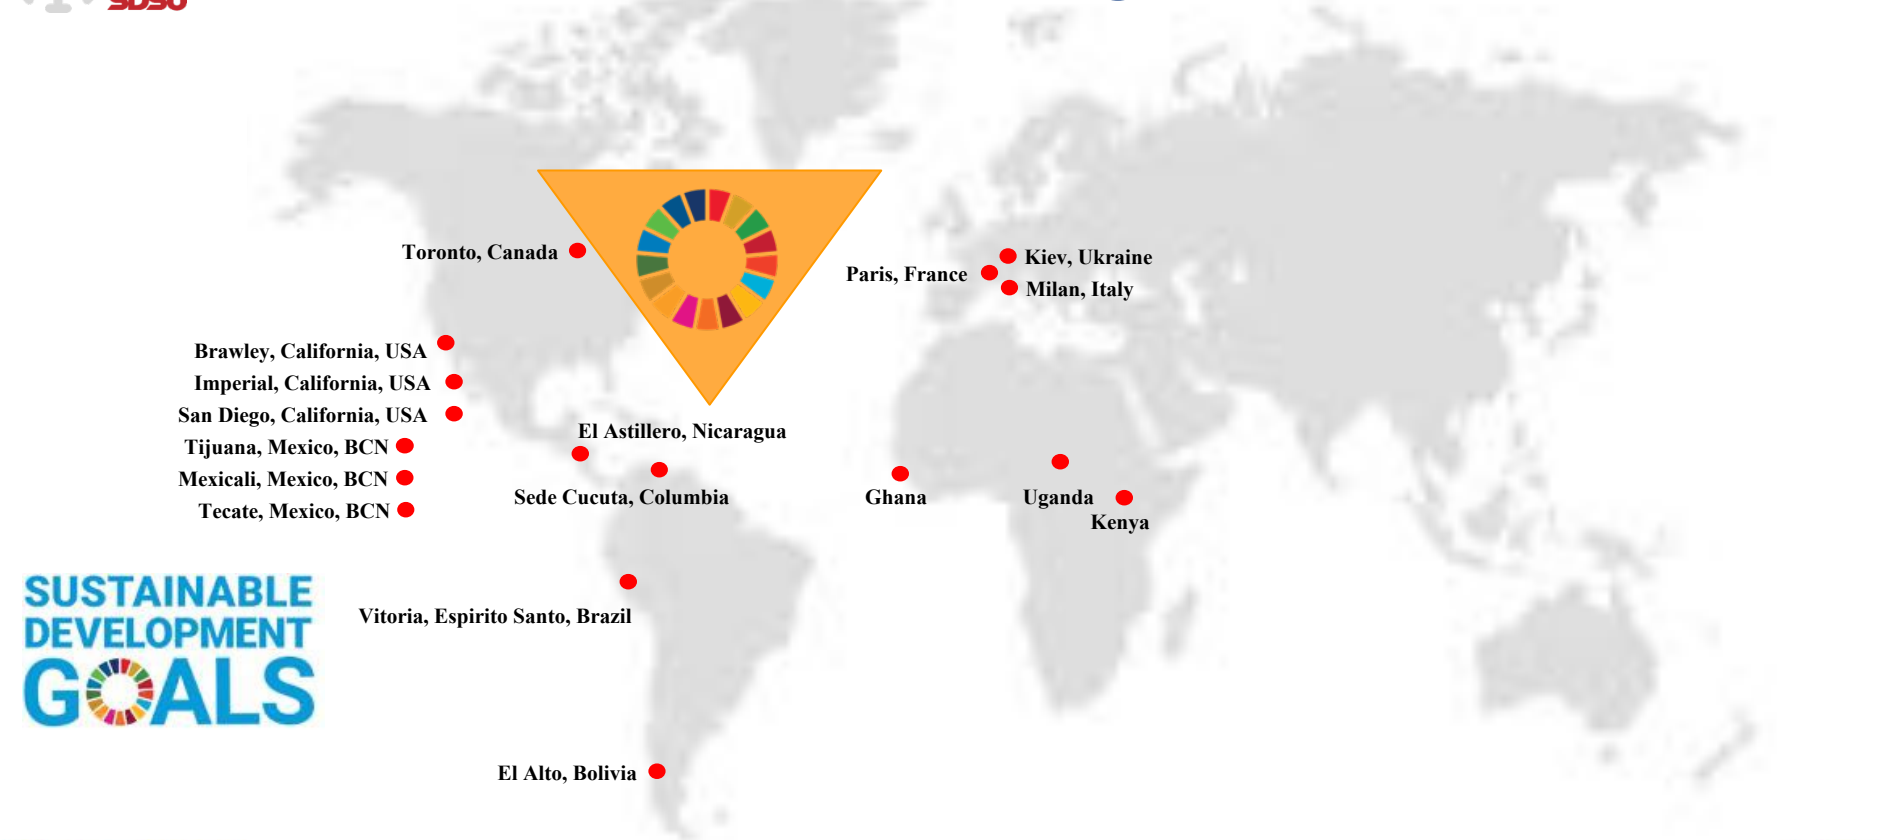 SDSU
Toronto, Canada
Kiev, Ukraine
Paris, France
Milan, Italy
Brawley, California, USA
Imperial, California, USA
San Diego, California, USA
Tijuana, Mexico, BCN
Mexicali, Mexico, BCN
Tecate, Mexico, BCN
El Astillero, Nicaragua
Sede Cucuta, Columbia
Ghana
Uganda
Kenya
Vitoria, Espirito Santo, Brazil
El Alto, Bolivia
SUSTAINABLE
DEVELOPMENT
GOALS